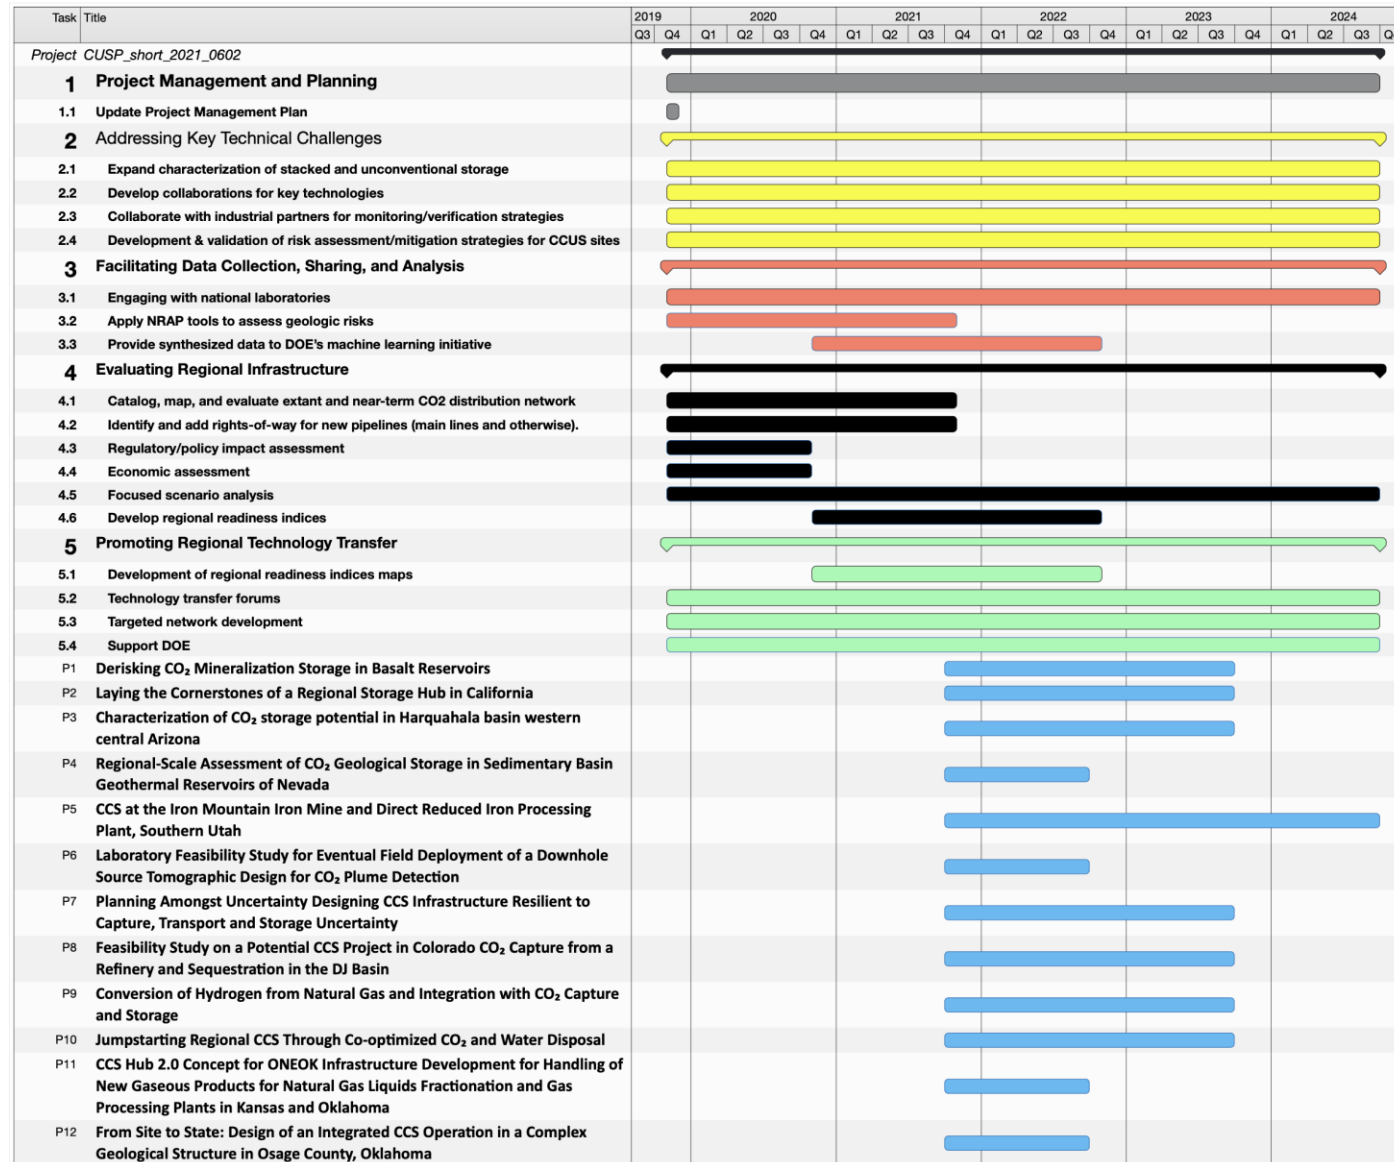 Task Title 2019 2020 2021 2022 2023 2024
Q3 Q4 Q1 Q2 Q3 Q4 Q1 Q2 Q3 Q4 Q1 Q2 Q3 Q4 Q1 Q2 Q3 Q4 Q1 Q2 Q3
Project CUSP_short_2021_0602
1 Project Management and Planning
1.1 Update Project Management Plan
2 Addressing Key Technical Challenges
2.1 Expand characterization of stacked and unconventional storage
2.2 Develop collaborations for key technologies
2.3 Collaborate with industrial partners for monitoring/verification strategies
2.4 Development & validation of risk assessment/mitigation strategies for CCUS sites
3 Facilitating Data Collection, Sharing, and Analysis
3.1 Engaging with national laboratories
3.2 Apply NRAP tools to assess geologic risks
3.3 Provide synthesized data to DOE's machine learning initiative
4 Evaluating Regional Infrastructure
4.1 Catalog, map, and evaluate extant and near-term CO2 distribution network
4.2 Identify and add rights-of-way for new pipelines (main lines and otherwise).
4.3 Regulatory/policy impact assessment
4.4 Economic assessment
4.5 Focused scenario analysis
4.6 Develop regional readiness indices
5 Promoting Regional Technology Transfer
5.1 Development of regional readiness indices maps
5.2 Technology transfer forums
5.3 Targeted network development
5.4 Support DOE
P1 Derisking CO₂ Mineralization Storage in Basalt Reservoirs
P2 Laying the Cornerstones of a Regional Storage Hub in California
P3 Characterization of CO₂ storage potential in Harquahala basin western
central Arizona
P4 Regional-Scale Assessment of CO₂ Geological Storage in Sedimentary Basin
Geothermal Reservoirs of Nevada
P5 CCS at the Iron Mountain Iron Mine and Direct Reduced Iron Processing
Plant, Southern Utah
P6 Laboratory Feasibility Study for Eventual Field Deployment of a Downhole
Source Tomographic Design for CO₂ Plume Detection
P7 Planning Amongst Uncertainty Designing CCS Infrastructure Resilient to
Capture, Transport and Storage Uncertainty
P8 Feasibility Study on a Potential CCS Project in Colorado CO₂ Capture from a
Refinery and Sequestration in the DJ Basin
P9 Conversion of Hydrogen from Natural Gas and Integration with CO₂ Capture
and Storage
P10 Jumpstarting Regional CCS Through Co-optimized CO₂ and Water Disposal
P11 CCS Hub 2.0 Concept for ONEOK Infrastructure Development for Handling of
New Gaseous Products for Natural Gas Liquids Fractionation and Gas
Processing Plants in Kansas and Oklahoma
P12 From Site to State: Design of an Integrated CCS Operation in a Complex
Geological Structure in Osage County, Oklahoma